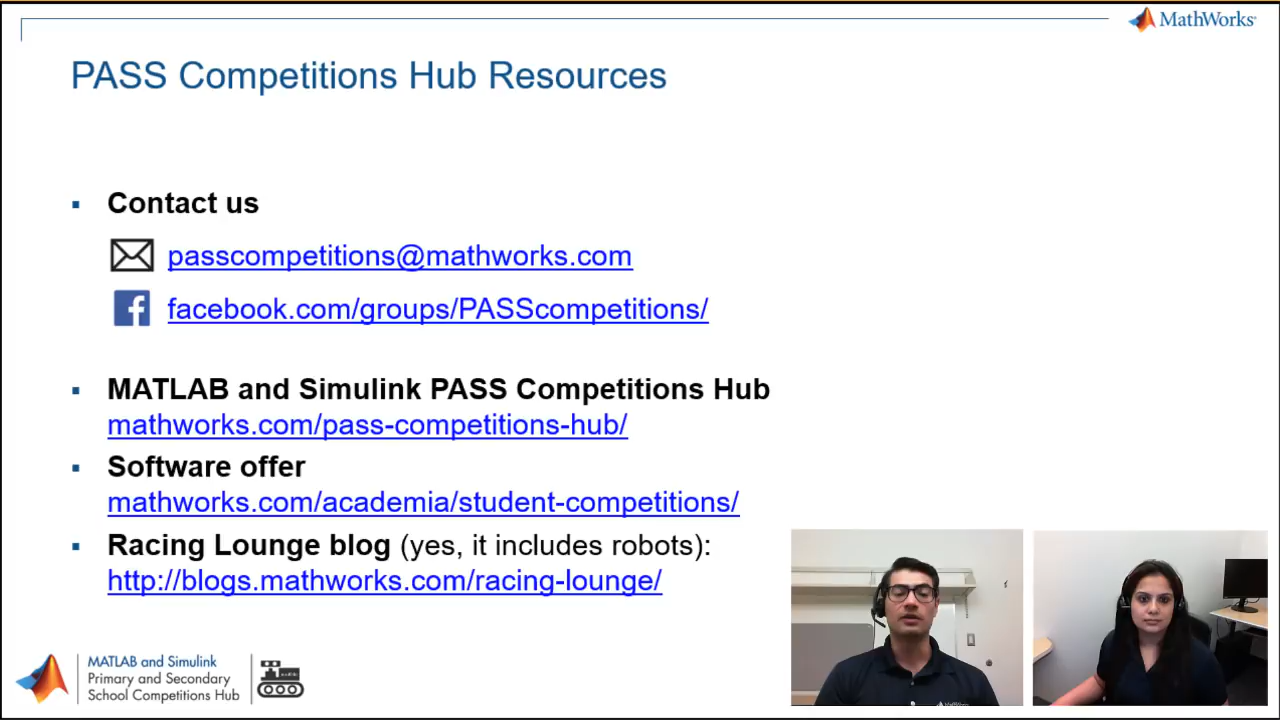 MathWorks
PASS Competitions Hub Resources
Contact us
passcompetitions@mathworks.com
facebook.com/groups/PASScompetitions/
MATLAB and Simulink PASS Competitions Hub
mathworks.com/pass-competitions-hub/
Software offer
mathworks.com/academia/student-competitions/
Racing Lounge blog (yes, it includes robots):
http://blogs.mathworks.com/racing-lounge/
MATLAB and Simulink
Primary and Secondary
School Competitions Hub
MathWorks